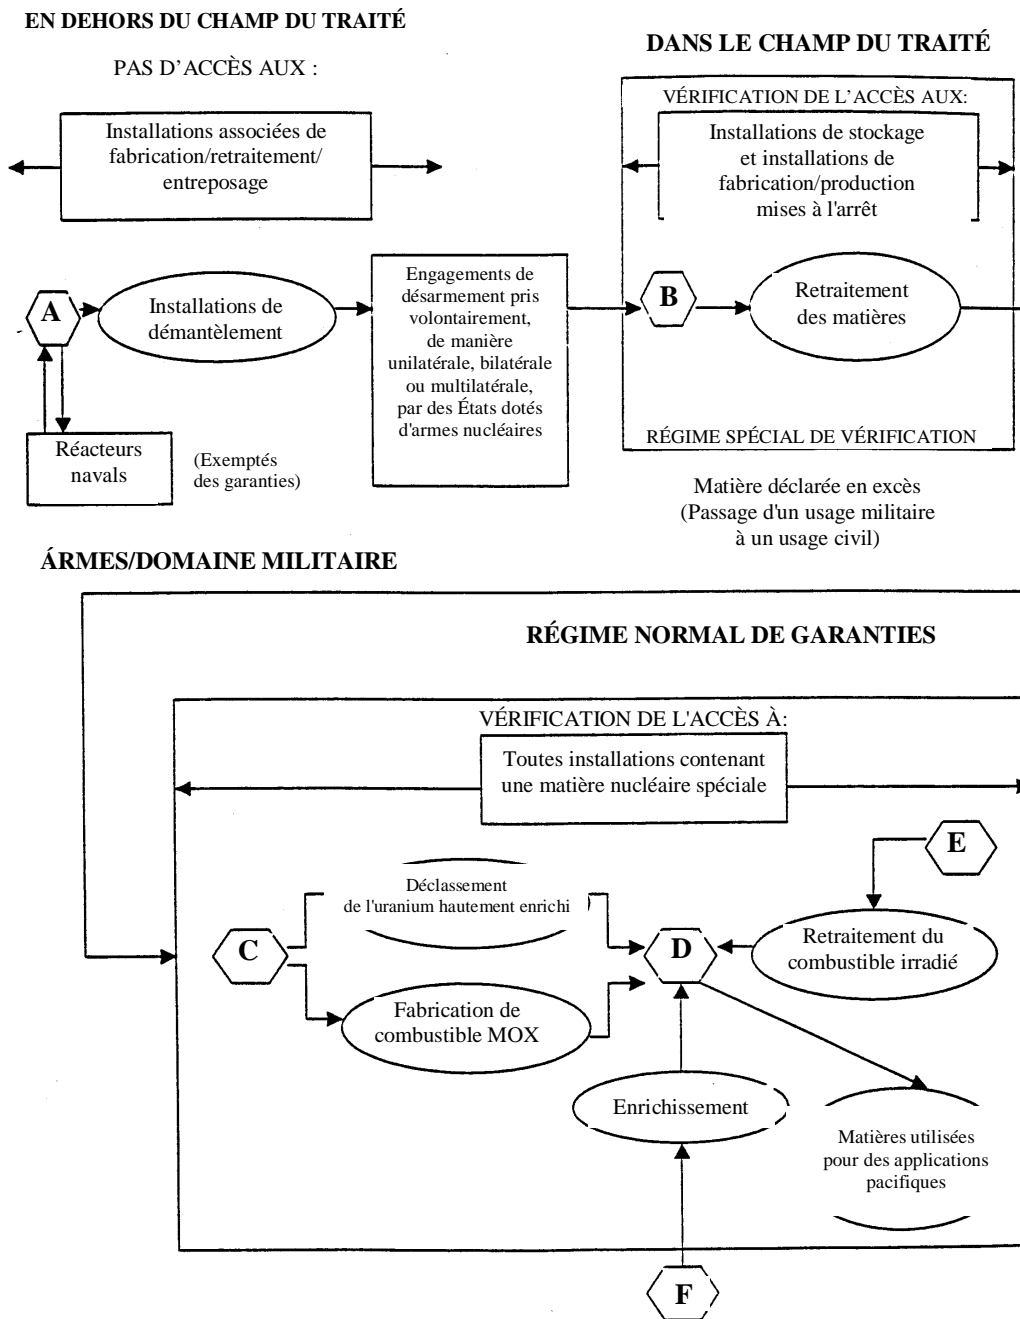 EN DEHORS DU CHAMP DU TRAITÉ
DANS LE CHAMP DU TRAITÉ
PAS D'ACCÈS AUX :
VÉRIFICATION DE L'ACCÈS AUX:
Installations associées de
fabrication/retraitement/
entreposage
Installations de stockage
et installations de
fabrication/production
mises à l'arrêt
A
Installations de
démantèlement
Engagements de
désarmement pris
volontairement,
de manière
unilatérale, bilatérale
ou multilatérale,
par des États dotés
d'armes nucléaires
B
Retraitement
des matières
Réacteurs
navals
(Exemptés
des garanties)
RÉGIME SPÉCIAL DE VÉRIFICATION
Matière déclarée en excès
(Passage d'un usage militaire
à un usage civil)
ÁRMES/DOMAINE MILITAIRE
RÉGIME NORMAL DE GARANTIES
VÉRIFICATION DE L'ACCÈS À:
Toutes installations contenant
une matière nucléaire spéciale
E
Déclassement
de l'uranium hautement enrichi
C
D
Retraitement du
combustible irradié
Fabrication de
combustible MOX
Enrichissement
Matières utilisées
pour des applications
pacifiques
F